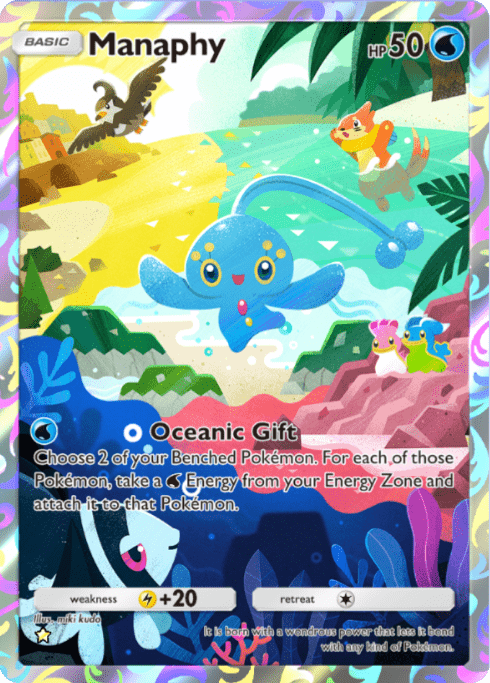 BASIC Manaphy HP 50
Oceanic Gift
Choose 2 of your Benched Pokémon. For each of those
Pokémon, take a Energy from your Energy Zone and
attach it to that Pokémon.
weakness +20 retreat
Illus. miki kudo
It is born with a wondrous power that lets it bond
with any kind of Pokémon.